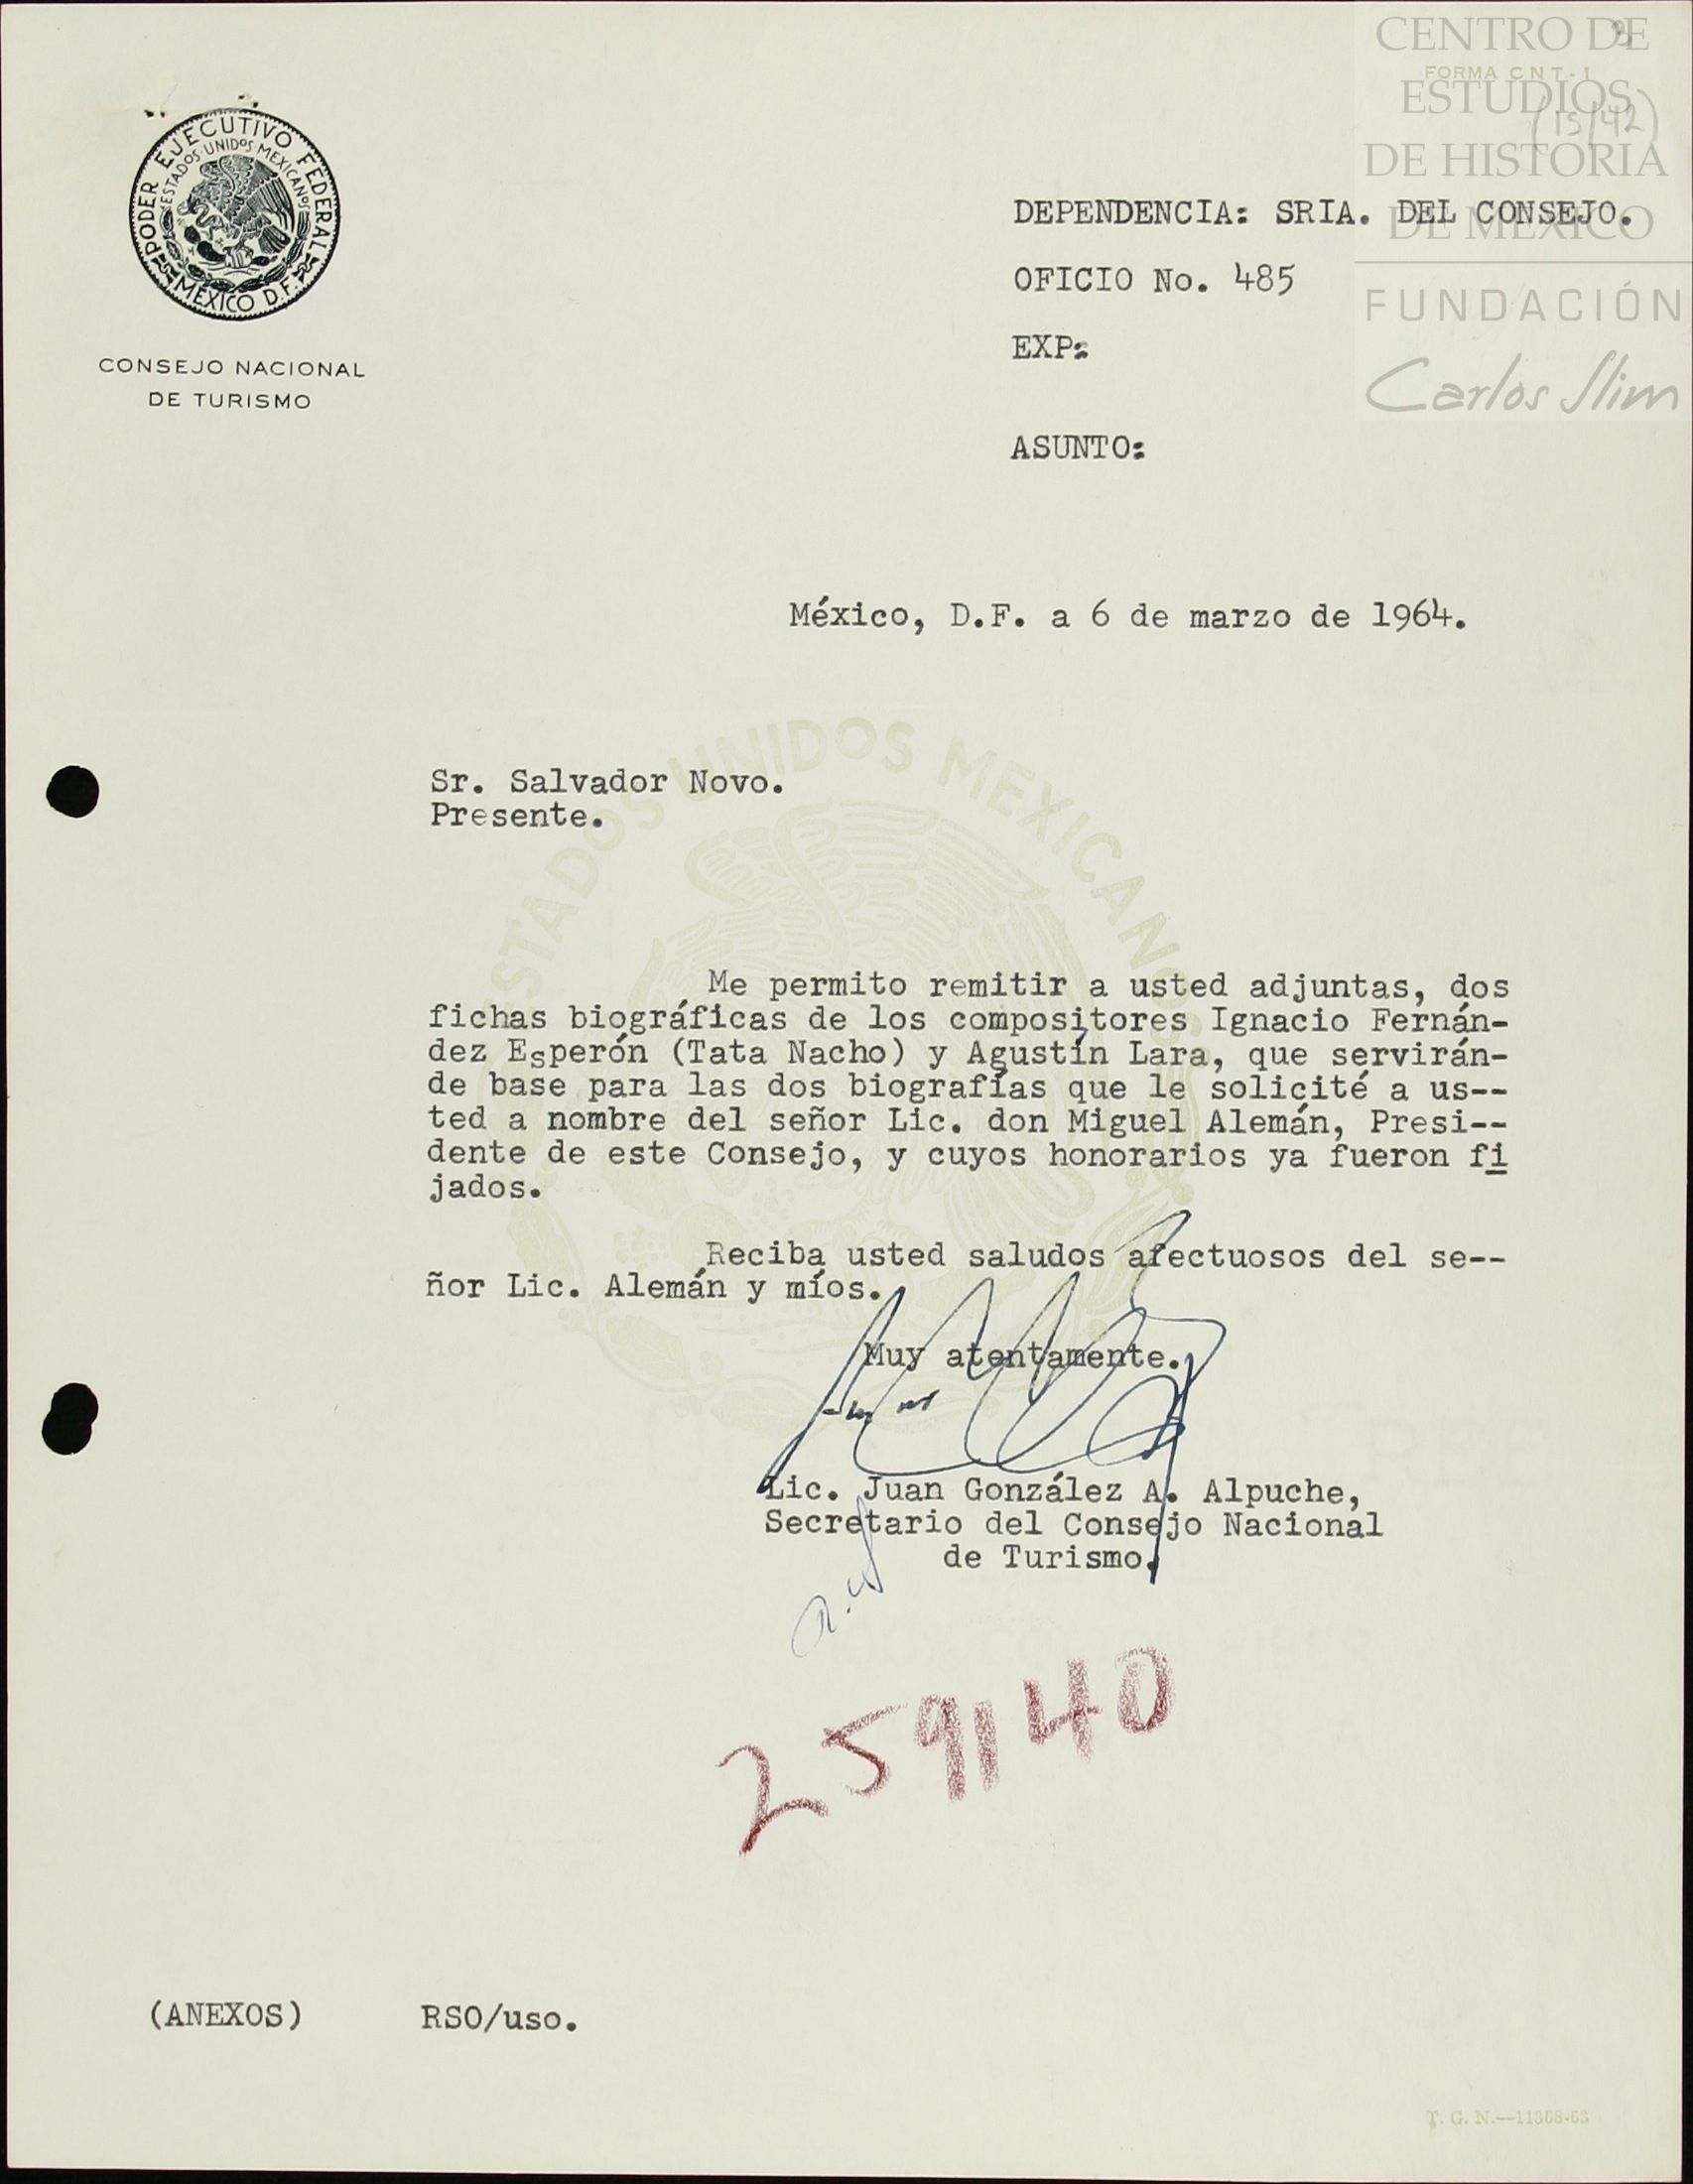 CENTRO DE
ESTUDIOS
DE HISTORIA
DE MÉXICO
FUNDACIÓN
Carlos Slim
FORMA C N T - 1
(15/42)
PODER EJECUTIVO FEDERAL
ESTADOS UNIDOS MEXICANOS
MEXICO D.F.
CONSEJO NACIONAL
DE TURISMO
DEPENDENCIA: SRIA. DEL CONSEJO.
OFICIO No. 485
EXP:
ASUNTO:
México, D.F. a 6 de marzo de 1964.
ESTADOS UNIDOS MEXICANOS
Sr. Salvador Novo.
Presente.
Me permito remitir a usted adjuntas, dos
fichas biográficas de los compositores Ignacio Fernán-
dez Esperón (Tata Nacho) y Agustín Lara, que servirán-
de base para las dos biografías que le solicité a us--
ted a nombre del señor Lic. don Miguel Alemán, Presi--
dente de este Consejo, y cuyos honorarios ya fueron fi
jados.
Reciba usted saludos afectuosos del se--
ñor Lic. Alemán y míos.
Muy atentamente.
Lic. Juan González A. Alpuche,
Secretario del Consejo Nacional
de Turismo.
259140
(ANEXOS) RSO/uso.
T. G. N.—11368-63